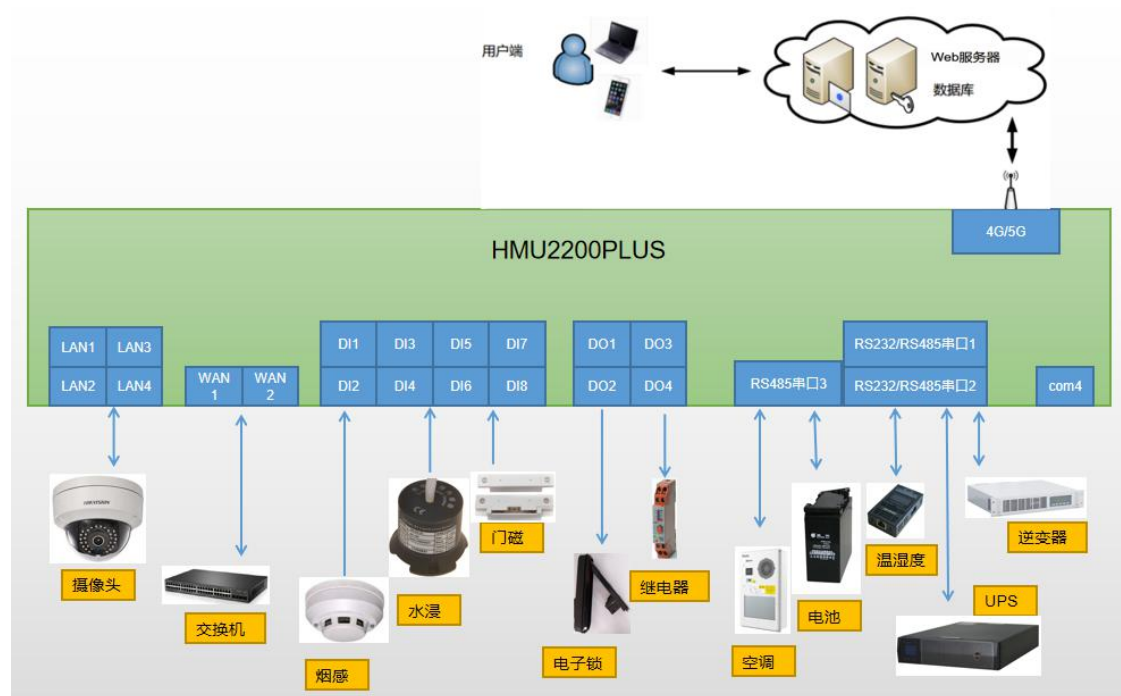 用户端
Web服务器
数据库
4G/5G
HMU2200PLUS
LAN1 LAN3
LAN2 LAN4
WAN 1
WAN 2
DI1 DI3 DI5 DI7
DI2 DI4 DI6 DI8
DO1 DO3
DO2 DO4
RS485串口3
RS232/RS485串口1
RS232/RS485串口2
com4
HIKVISION
摄像头
交换机
烟感
水浸
门磁
电子锁
继电器
空调
电池
温湿度
UPS
逆变器